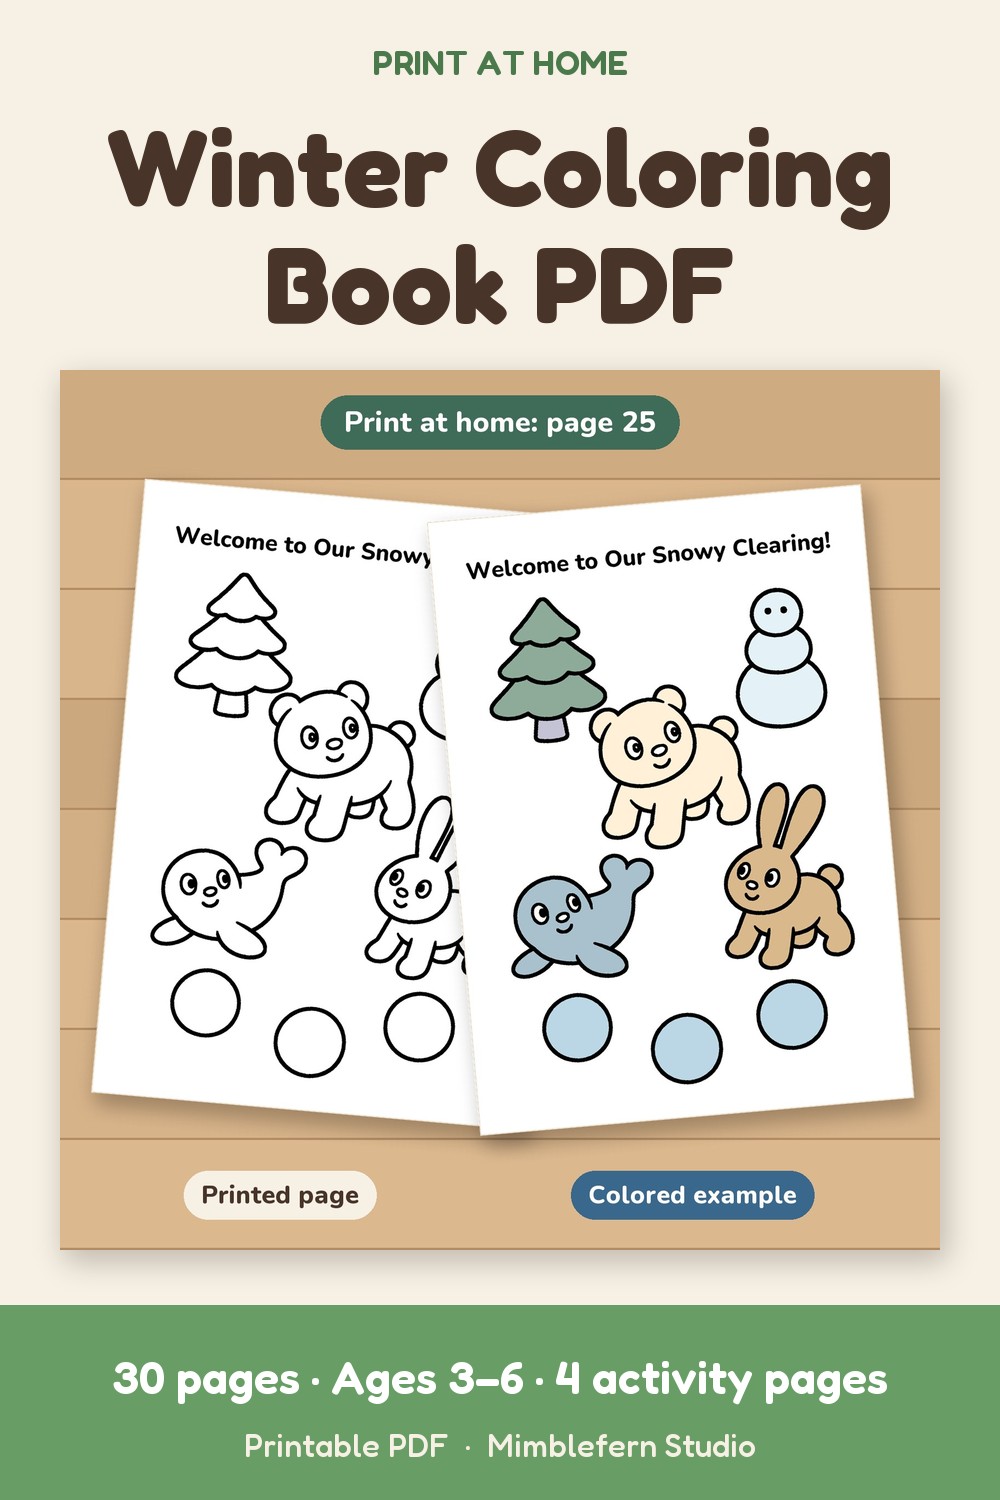 PRINT AT HOME
Winter Coloring
Book PDF
Print at home: page 25
Welcome to Our Snowy
Welcome to Our Snowy Clearing!
Printed page
Colored example
30 pages · Ages 3–6 · 4 activity pages
Printable PDF · Mimblefern Studio